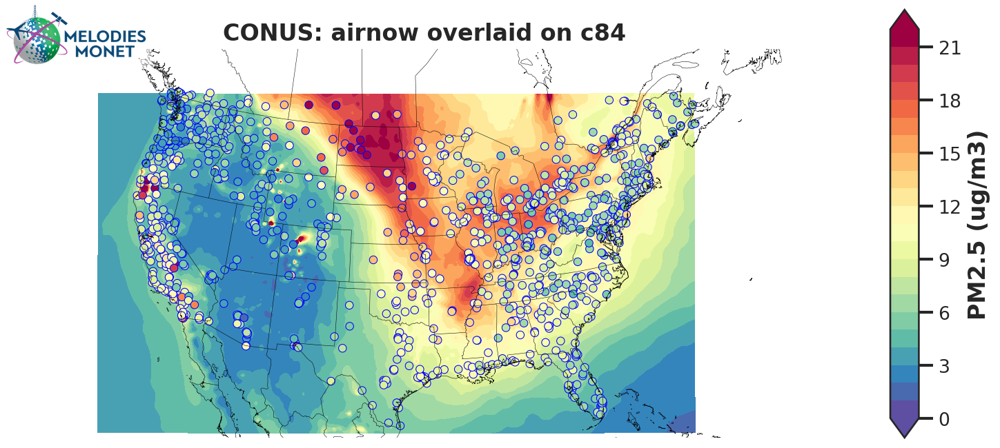 MELODIES
MONET
CONUS: airnow overlaid on c84
21
18
15
12
9
6
3
0
PM2.5 (ug/m3)